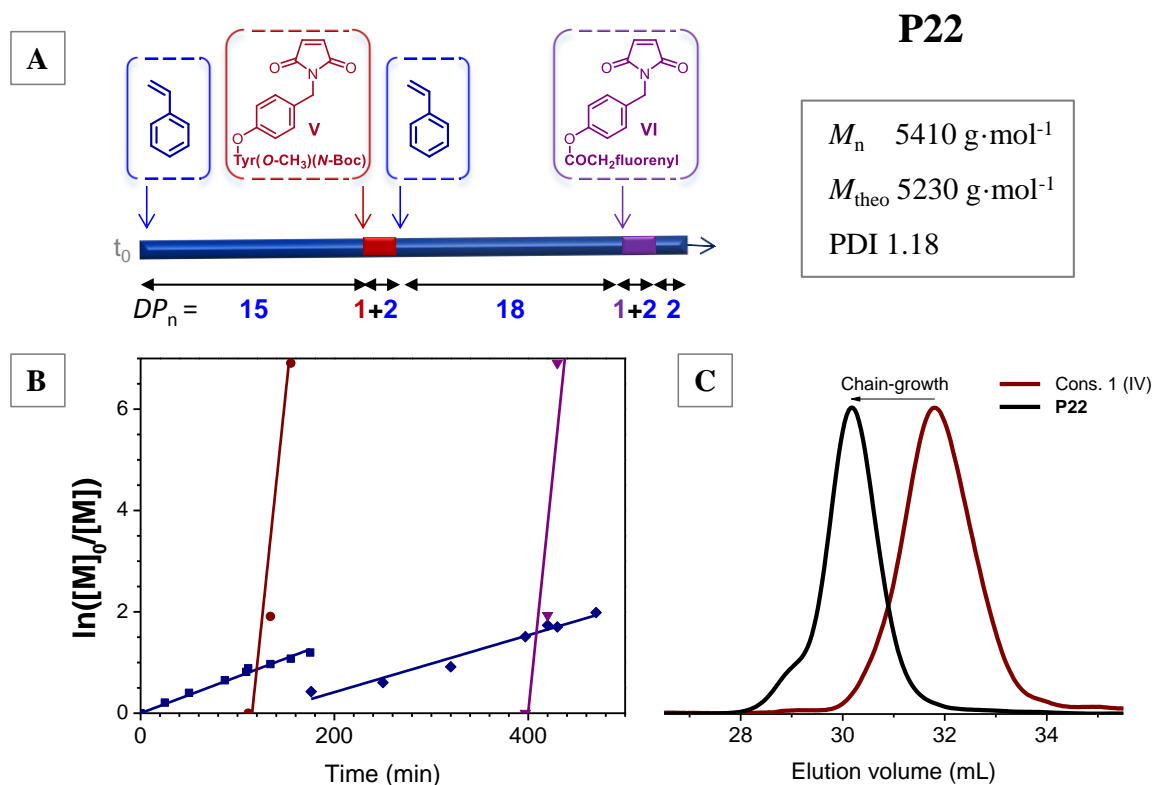 P22
A
O
O
N
V
O
Tyr(O-CH₃)(N-Boc)
O
O
N
VI
O
COCH₂fluorenyl
Mₙ 5410 g·mol⁻¹
M_theo 5230 g·mol⁻¹
PDI 1.18
t₀
DPₙ = 15 1+2 18 1+2 2
B
ln([M]₀/[M])
6
4
2
0
0 200 400
Time (min)
C
Chain-growth
Cons. 1 (IV)
P22
28 30 32 34
Elution volume (mL)